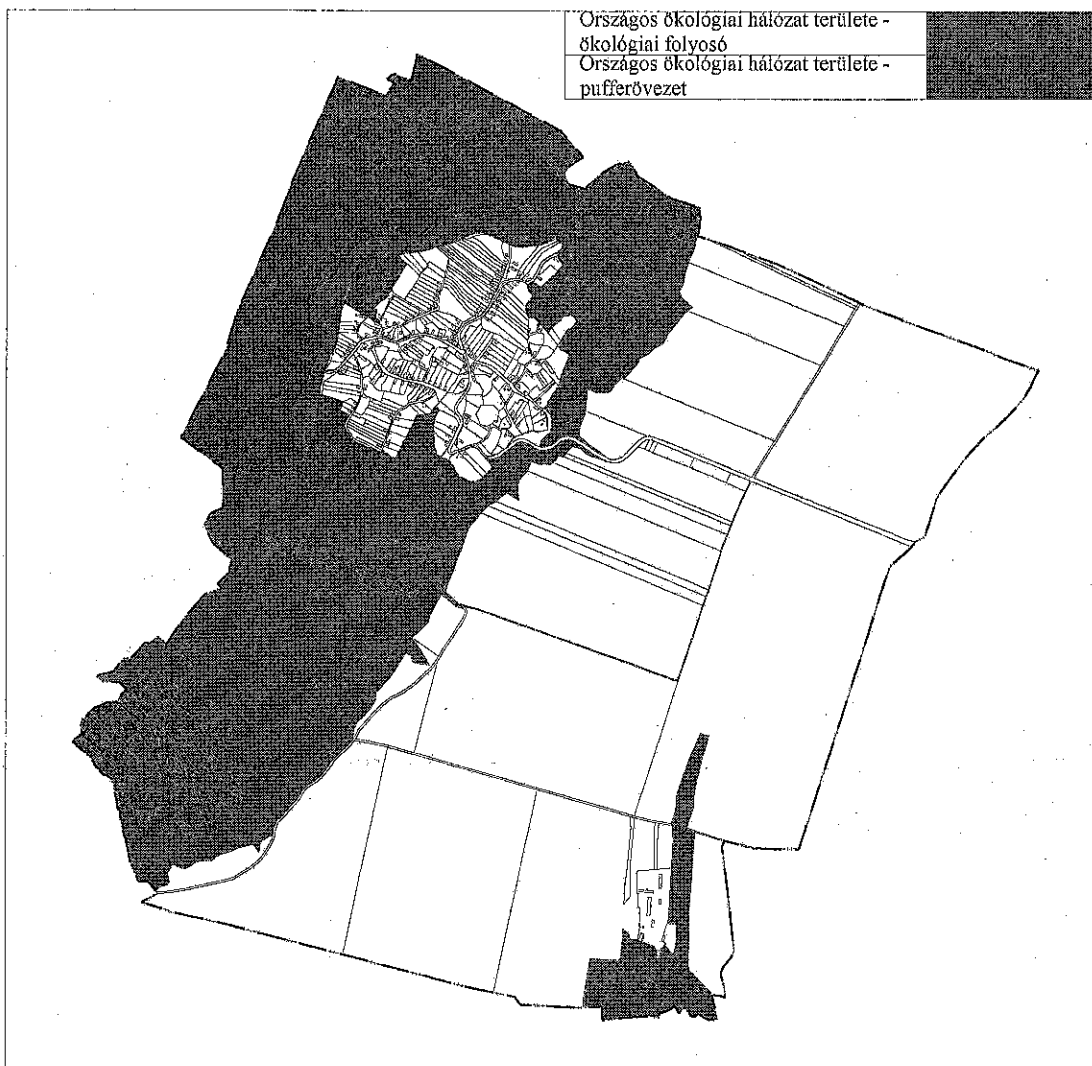 Országos ökológiai hálózat területe -
ökológiai folyosó
Országos ökológiai hálózat területe -
pufferövezet